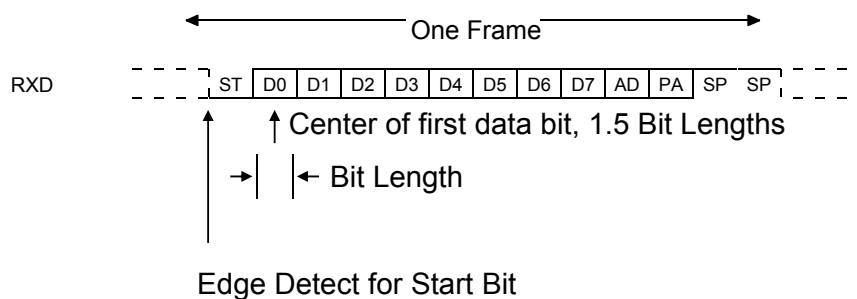 One Frame
RXD ST D0 D1 D2 D3 D4 D5 D6 D7 AD PA SP SP
Center of first data bit, 1.5 Bit Lengths
Bit Length
Edge Detect for Start Bit